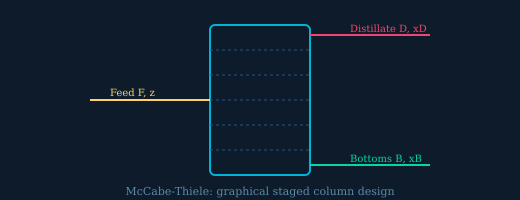 Distillate D, xD
Feed F, z
Bottoms B, xB
McCabe-Thiele: graphical staged column design